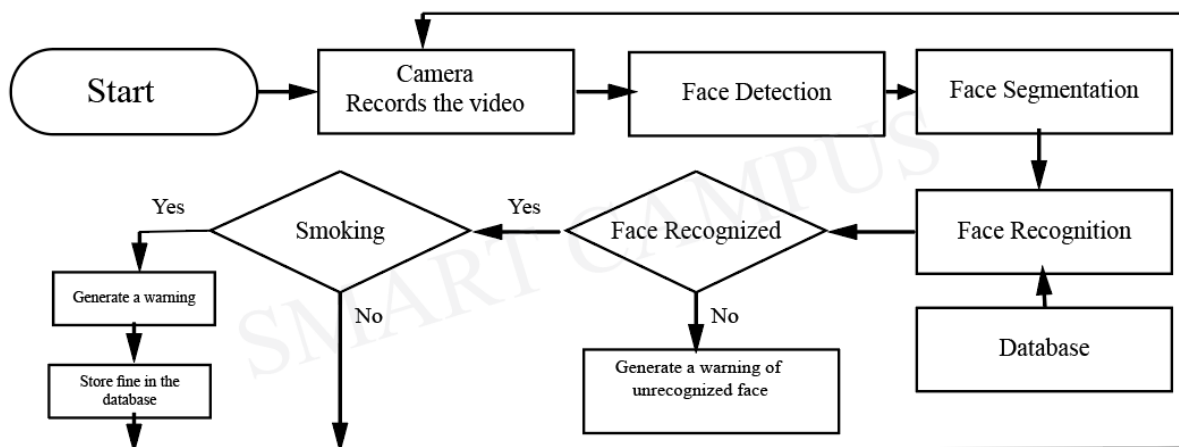 Start
Camera
Records the video
Face Detection
Face Segmentation
Yes
Smoking
Yes
Face Recognized
Face Recognition
Generate a warning
No
No
Database
Store fine in the
database
Generate a warning of
unrecognized face
SMART CAMPUS